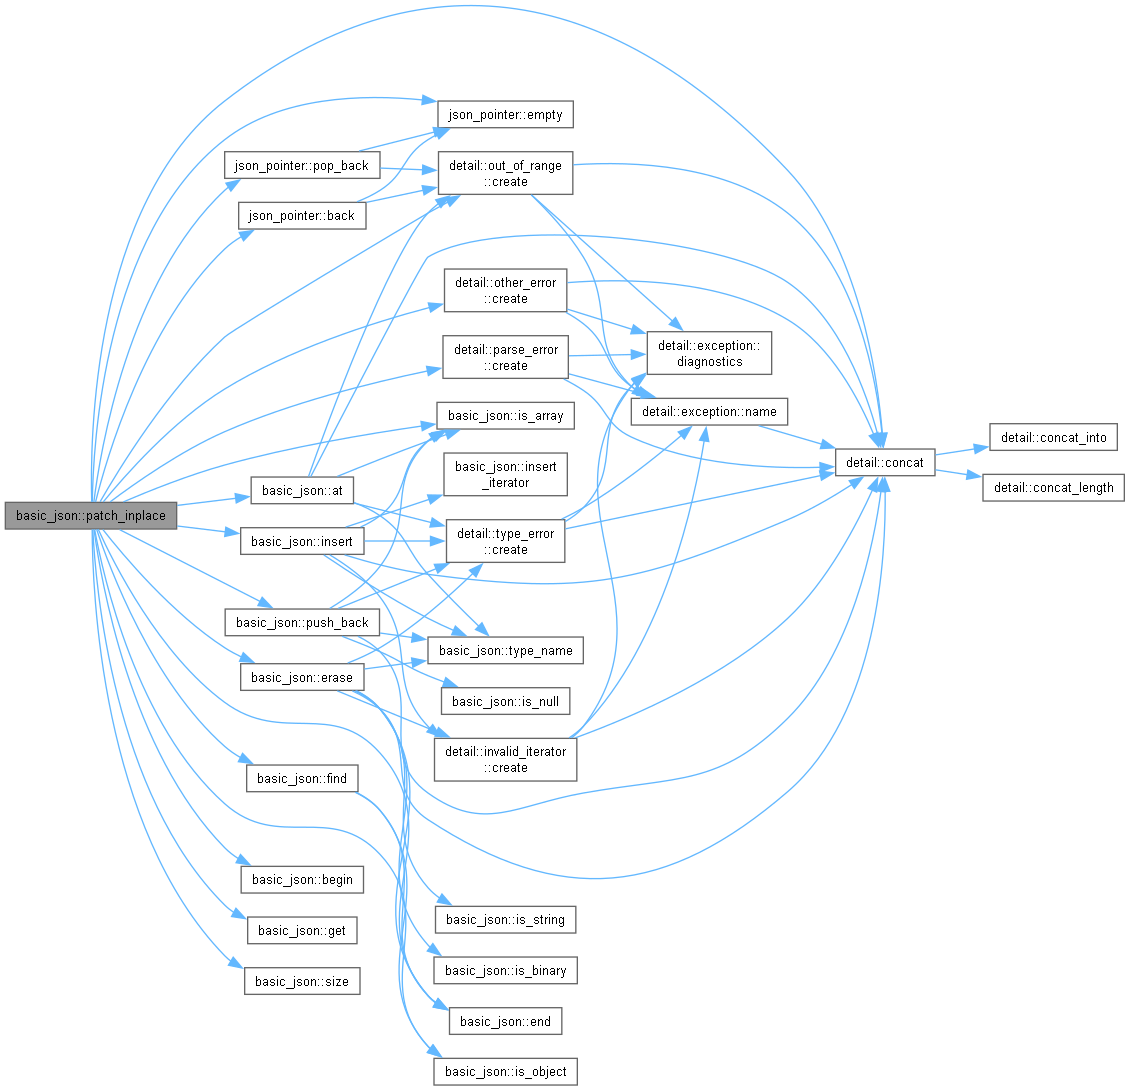 json_pointer::empty
json_pointer::pop_back
detail::out_of_range
::create
json_pointer::back
detail::other_error
::create
detail::parse_error
::create
detail::exception::
diagnostics
detail::exception::name
basic_json::is_array
detail::concat_into
detail::concat
detail::concat_length
basic_json::insert
_iterator
basic_json::at
basic_json::patch_inplace
basic_json::insert
detail::type_error
::create
basic_json::push_back
basic_json::type_name
basic_json::erase
basic_json::is_null
detail::invalid_iterator
::create
basic_json::find
basic_json::begin
basic_json::is_string
basic_json::get
basic_json::is_binary
basic_json::size
basic_json::end
basic_json::is_object